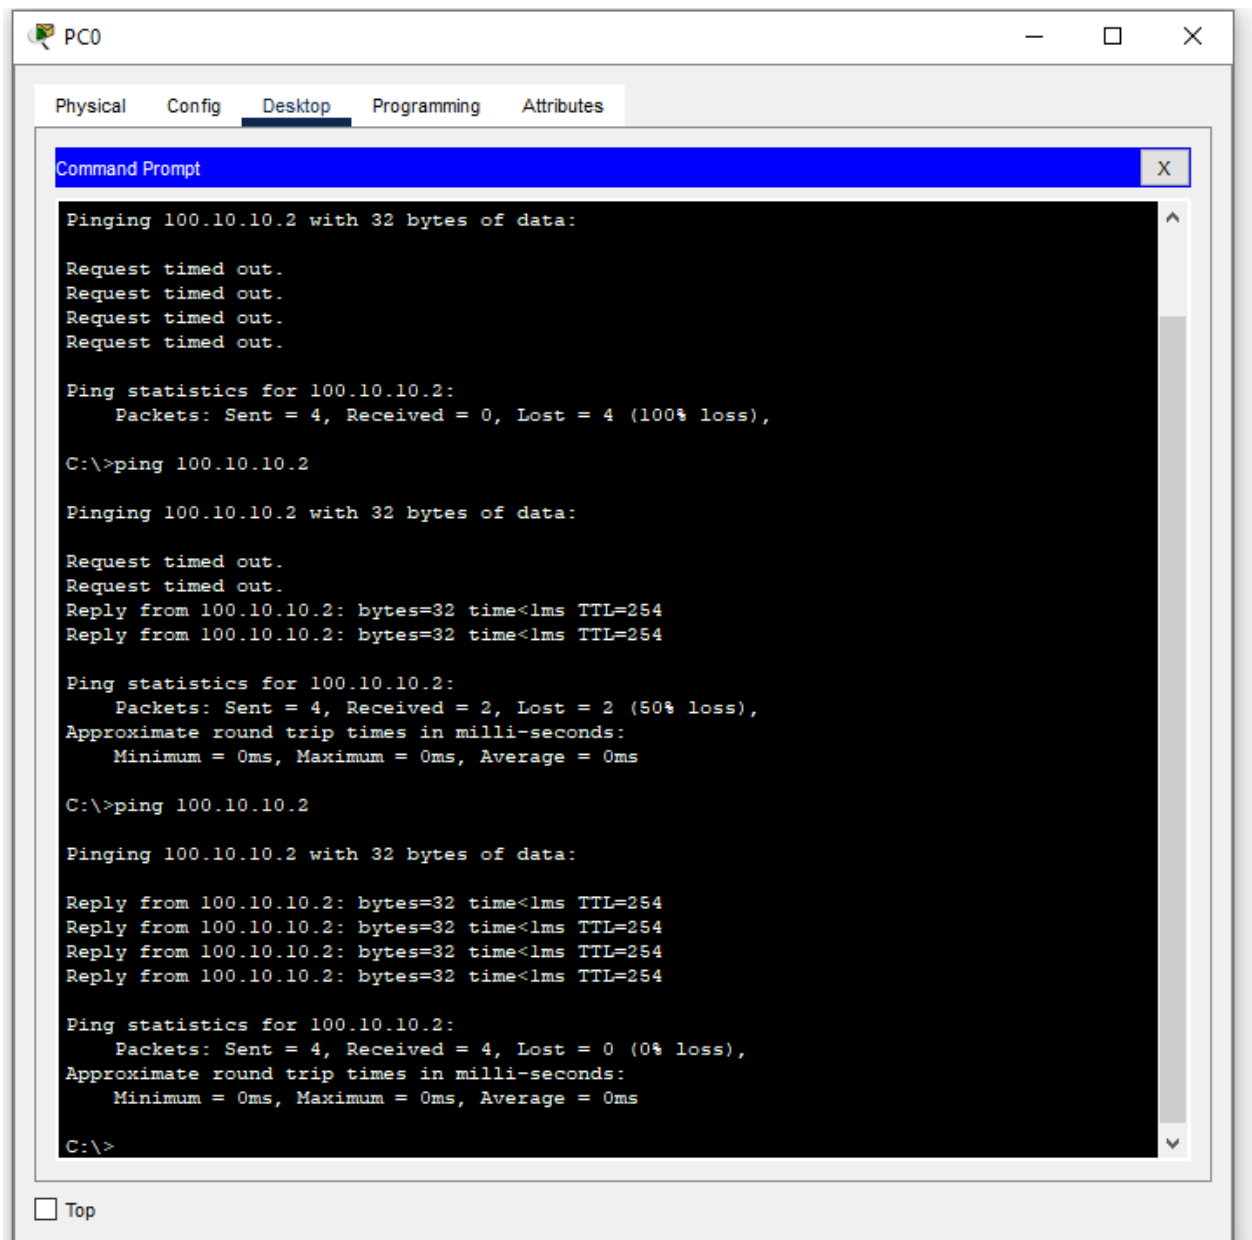 PC0
Physical Config Desktop Programming Attributes
Command Prompt X
Pinging 100.10.10.2 with 32 bytes of data:
Request timed out.
Request timed out.
Request timed out.
Request timed out.
Ping statistics for 100.10.10.2:
Packets: Sent = 4, Received = 0, Lost = 4 (100% loss),
C:\>ping 100.10.10.2
Pinging 100.10.10.2 with 32 bytes of data:
Request timed out.
Request timed out.
Reply from 100.10.10.2: bytes=32 time<1ms TTL=254
Reply from 100.10.10.2: bytes=32 time<1ms TTL=254
Ping statistics for 100.10.10.2:
Packets: Sent = 4, Received = 2, Lost = 2 (50% loss),
Approximate round trip times in milli-seconds:
Minimum = 0ms, Maximum = 0ms, Average = 0ms
C:\>ping 100.10.10.2
Pinging 100.10.10.2 with 32 bytes of data:
Reply from 100.10.10.2: bytes=32 time<1ms TTL=254
Reply from 100.10.10.2: bytes=32 time<1ms TTL=254
Reply from 100.10.10.2: bytes=32 time<1ms TTL=254
Reply from 100.10.10.2: bytes=32 time<1ms TTL=254
Ping statistics for 100.10.10.2:
Packets: Sent = 4, Received = 4, Lost = 0 (0% loss),
Approximate round trip times in milli-seconds:
Minimum = 0ms, Maximum = 0ms, Average = 0ms
C:\>
Top